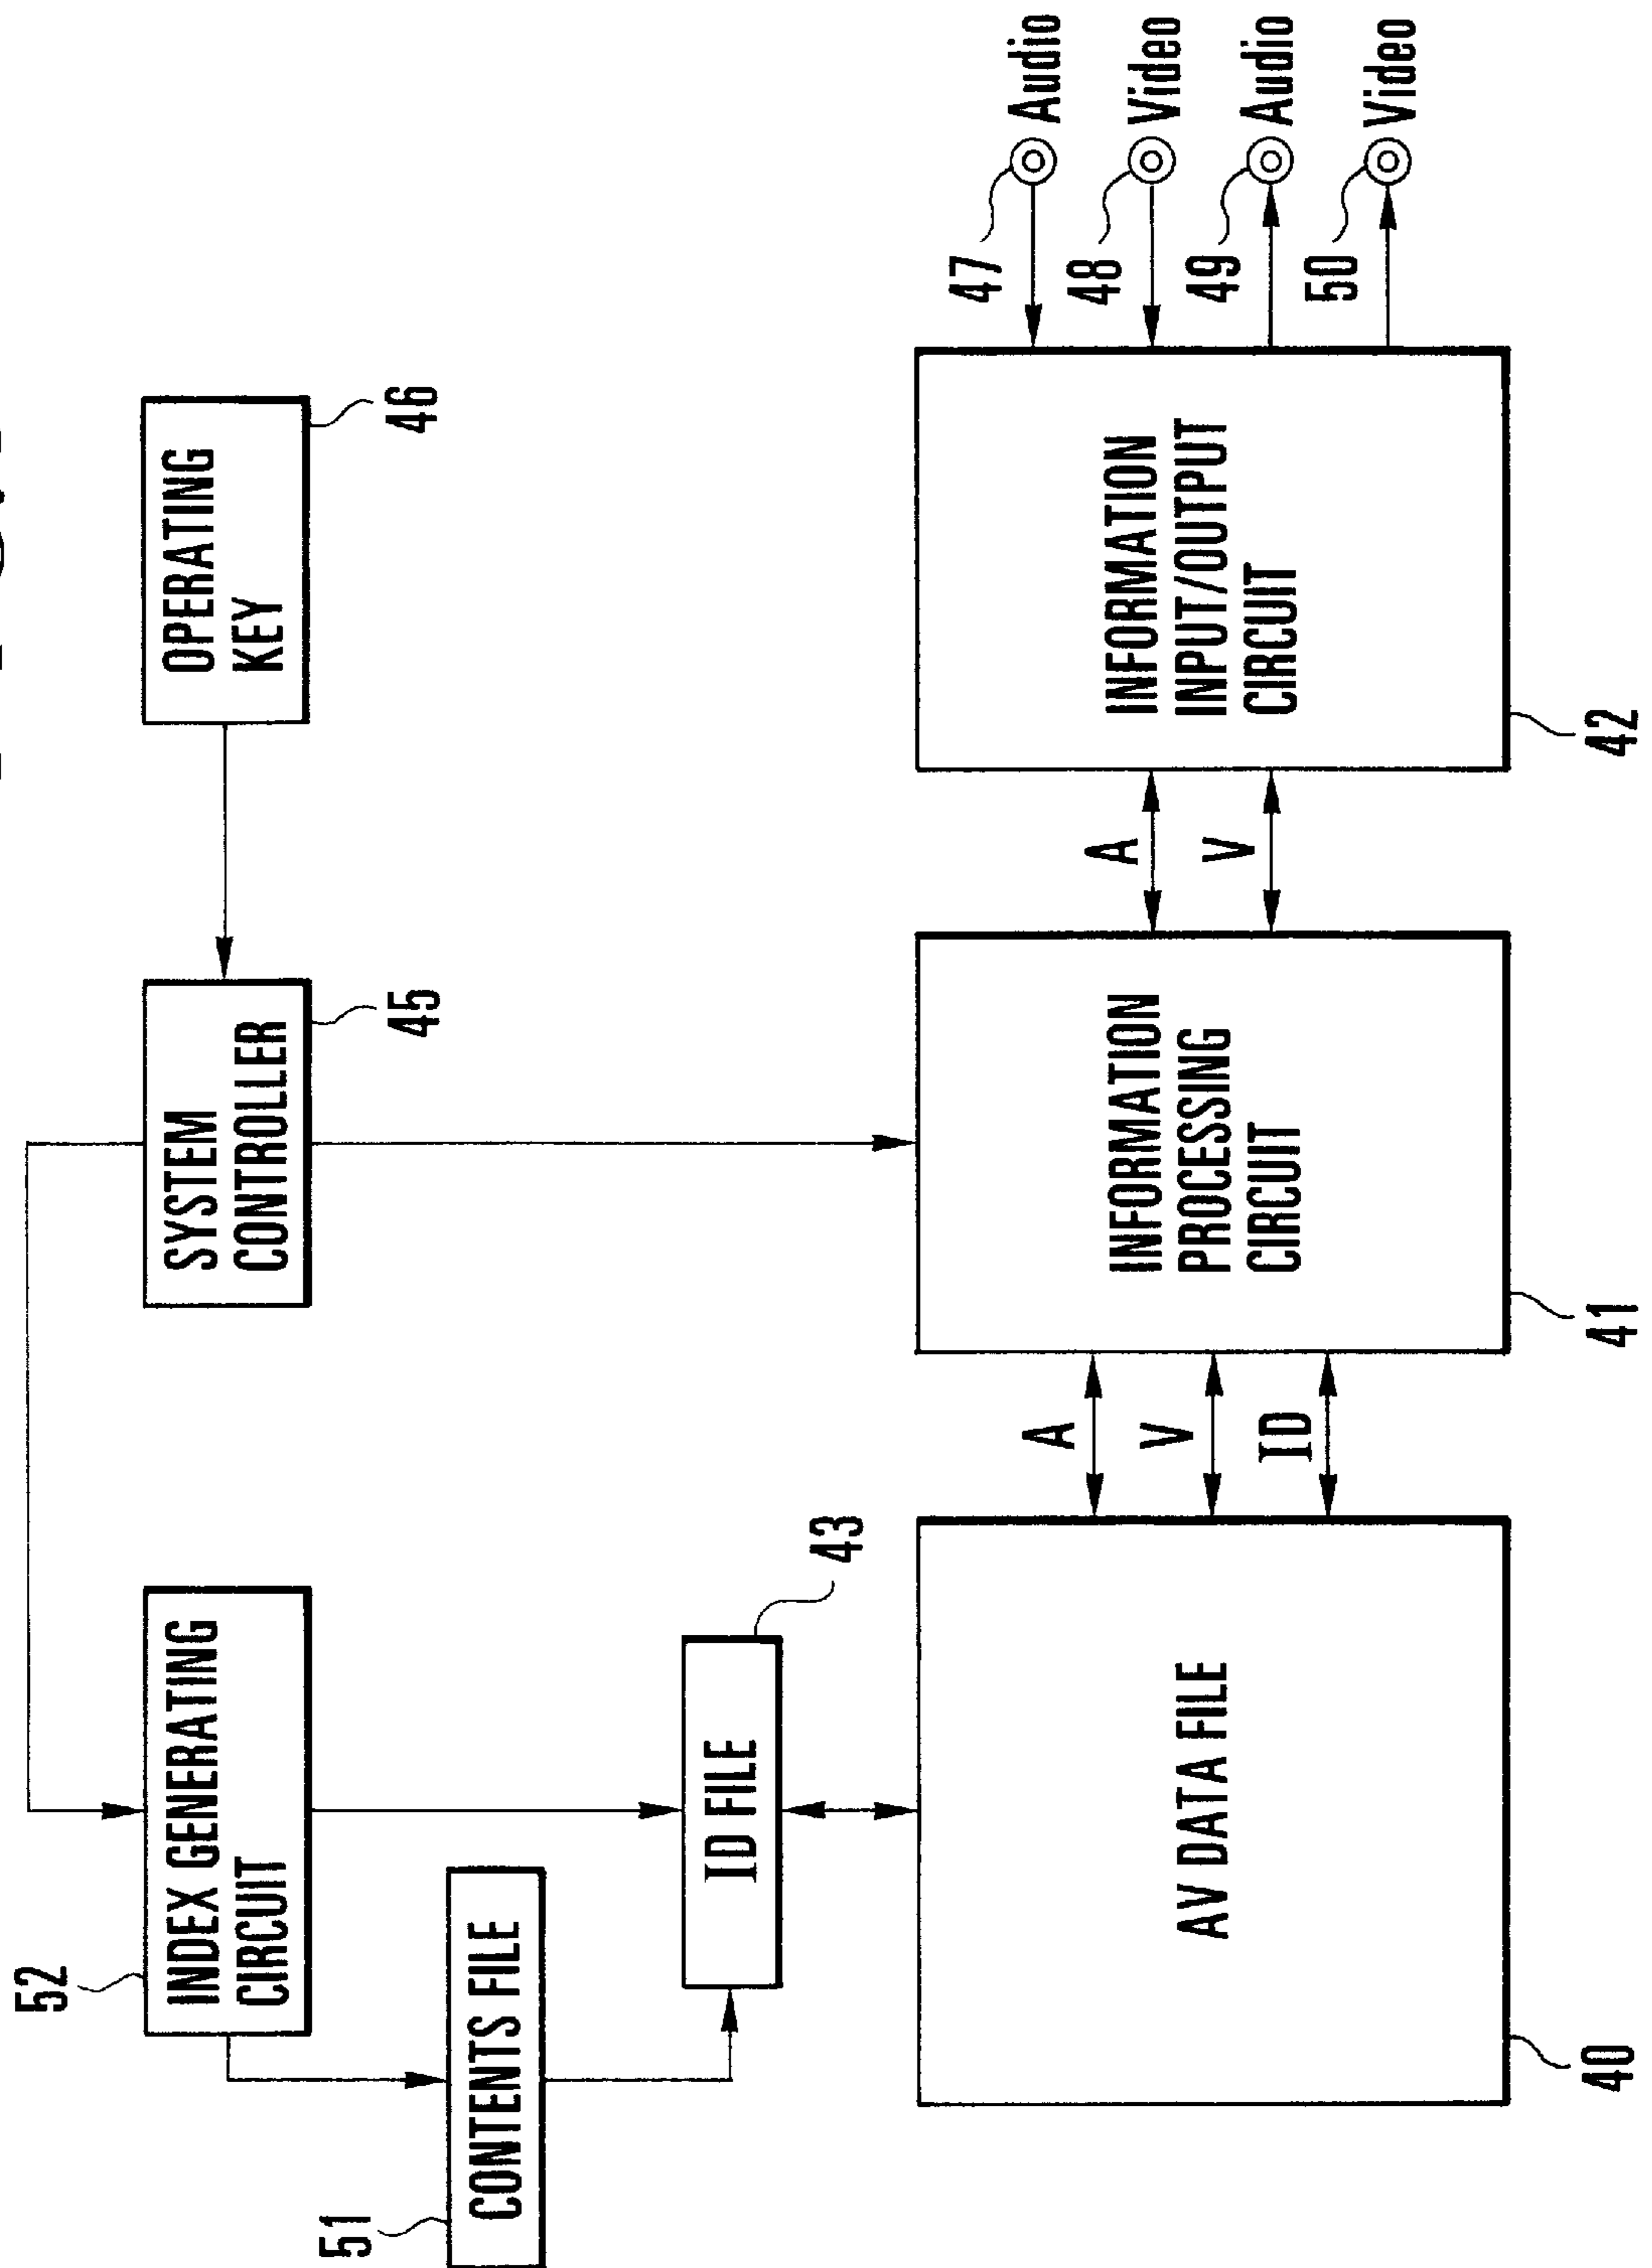 52
INDEX GENERATING
CIRCUIT
SYSTEM
CONTROLLER
45
OPERATING
KEY
46
51
CONTENTS FILE
ID FILE
43
AV DATA FILE
40
A
V
ID
INFORMATION
PROCESSING
CIRCUIT
41
A
V
INFORMATION
INPUT/OUTPUT
CIRCUIT
42
47
Audio
48
Video
49
Audio
50
Video